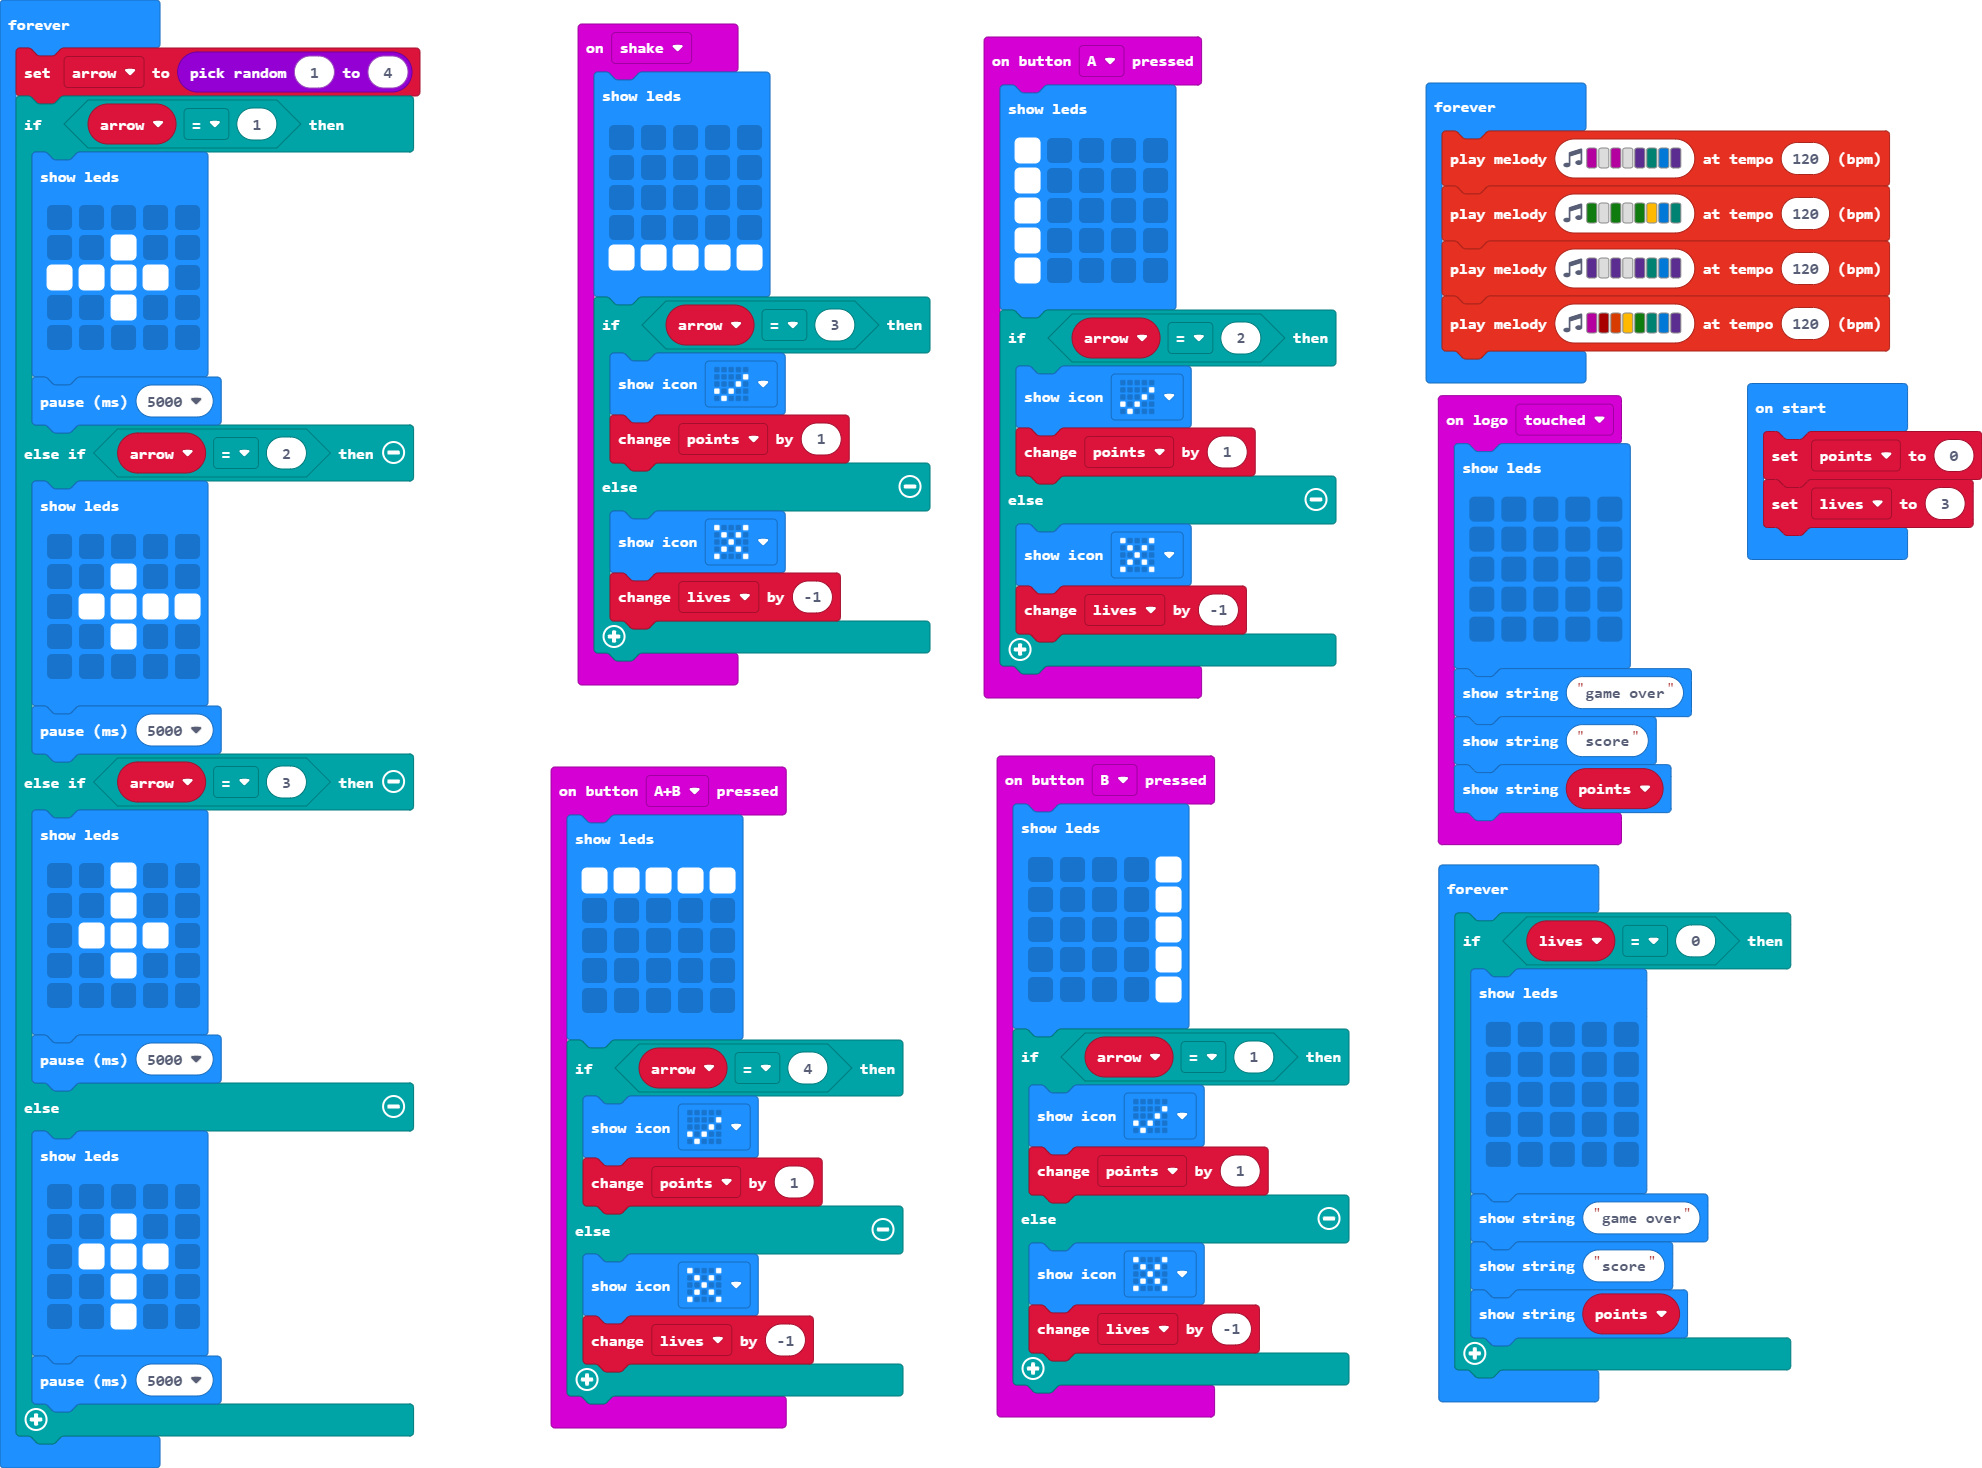 forever
set arrow to pick random 1 to 4
if arrow = 1 then
show leds
pause (ms) 5000
else if arrow = 2 then
show leds
pause (ms) 5000
else if arrow = 3 then
show leds
pause (ms) 5000
else
show leds
pause (ms) 5000
on shake
show leds
if arrow = 3 then
show icon
change points by 1
else
show icon
change lives by -1
on button A+B pressed
show leds
if arrow = 4 then
show icon
change points by 1
else
show icon
change lives by -1
on button A pressed
show leds
if arrow = 2 then
show icon
change points by 1
else
show icon
change lives by -1
on button B pressed
show leds
if arrow = 1 then
show icon
change points by 1
else
show icon
change lives by -1
forever
play melody at tempo 120 (bpm)
play melody at tempo 120 (bpm)
play melody at tempo 120 (bpm)
play melody at tempo 120 (bpm)
on logo touched
show leds
show string "game over"
show string "score"
show string points
on start
set points to 0
set lives to 3
forever
if lives = 0 then
show leds
show string "game over"
show string "score"
show string points